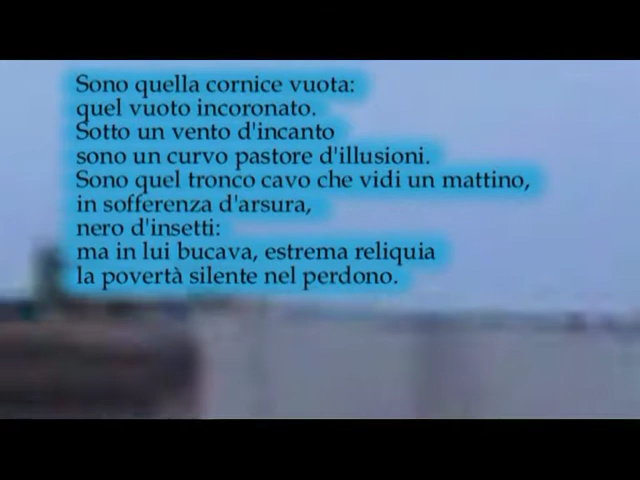 Sono quella cornice vuota:
quel vuoto incoronato.
Sotto un vento d'incanto
sono un curvo pastore d'illusioni.
Sono quel tronco cavo che vidi un mattino,
in sofferenza d'arsura,
nero d'insetti:
ma in lui bucava, estrema reliquia
la povertà silente nel perdono.